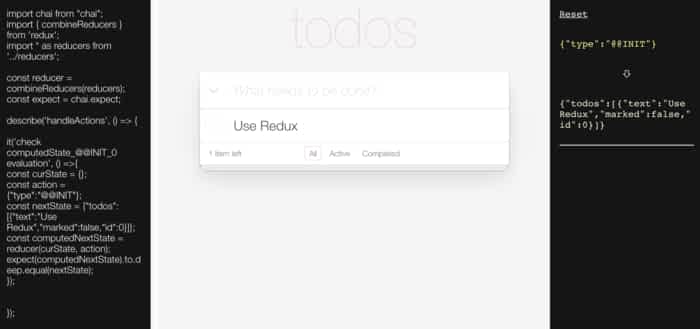 import chai from "chai";
import { combineReducers }
from 'redux';
import * as reducers from
'../reducers';
const reducer =
combineReducers(reducers);
const expect = chai.expect;
describe('handleActions', () => {
it('check
computedState_@@INIT_0
evaluation', () =>{
const curState = {};
const action =
{"type":"@@INIT"};
const nextState = {"todos":
[{"text":"Use
Redux","marked":false,"id":0}]};
const computedNextState =
reducer(curState, action);
expect(computedNextState).to.d
eep.equal(nextState);
});
});
todos
What needs to be done?
Use Redux
1 item left
All
Active
Completed
Reset
{"type":"@@INIT"}
{"todos":[{"text":"Use
Redux","marked":false,"
id":0}]}